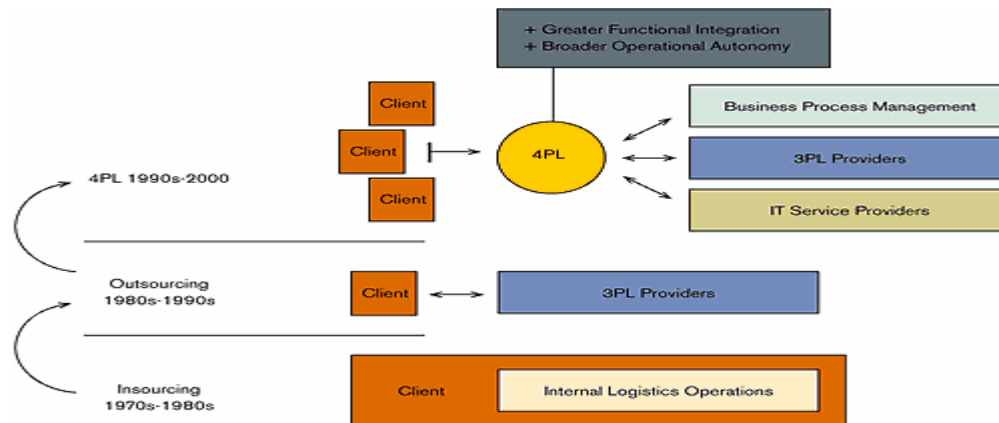 + Greater Functional Integration
+ Broader Operational Autonomy
Client
Client
Client
4PL
Business Process Management
3PL Providers
IT Service Providers
4PL 1990s-2000
Outsourcing
1980s-1990s
Client
3PL Providers
Insourcing
1970s-1980s
Client
Internal Logistics Operations